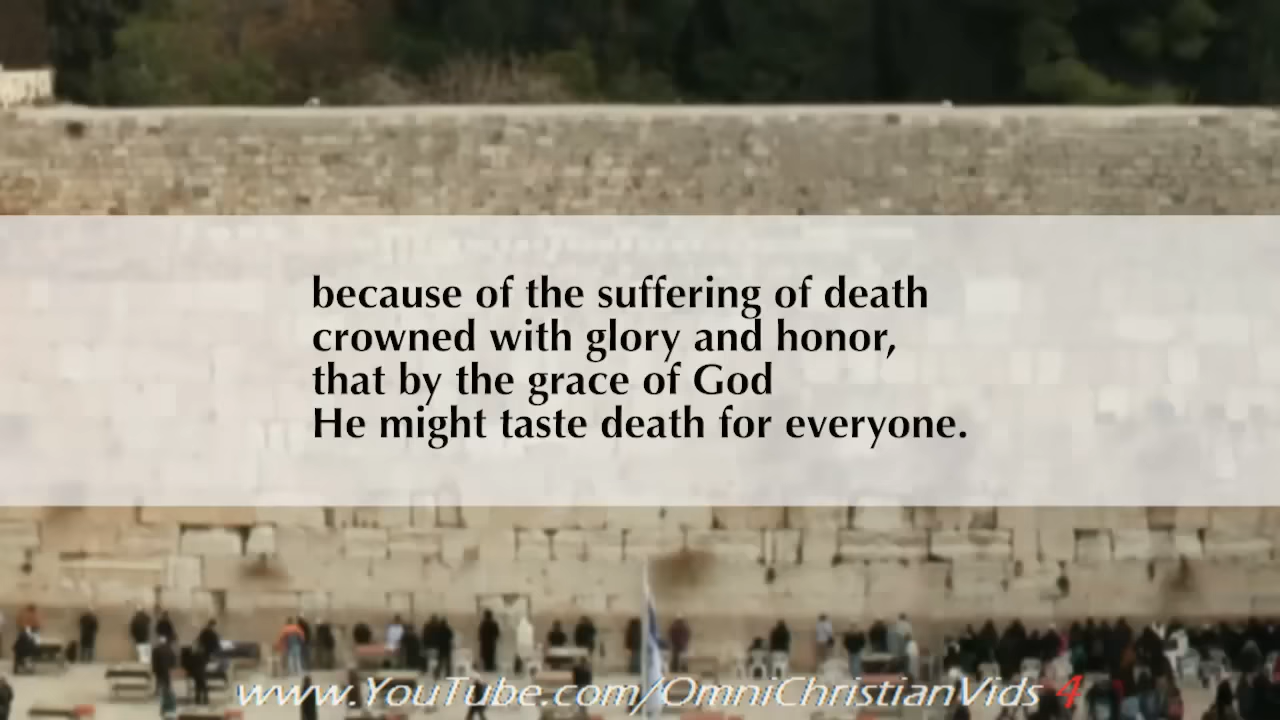 because of the suffering of death
crowned with glory and honor,
that by the grace of God
He might taste death for everyone.
www.YouTube.com/OmniChristianVids 4